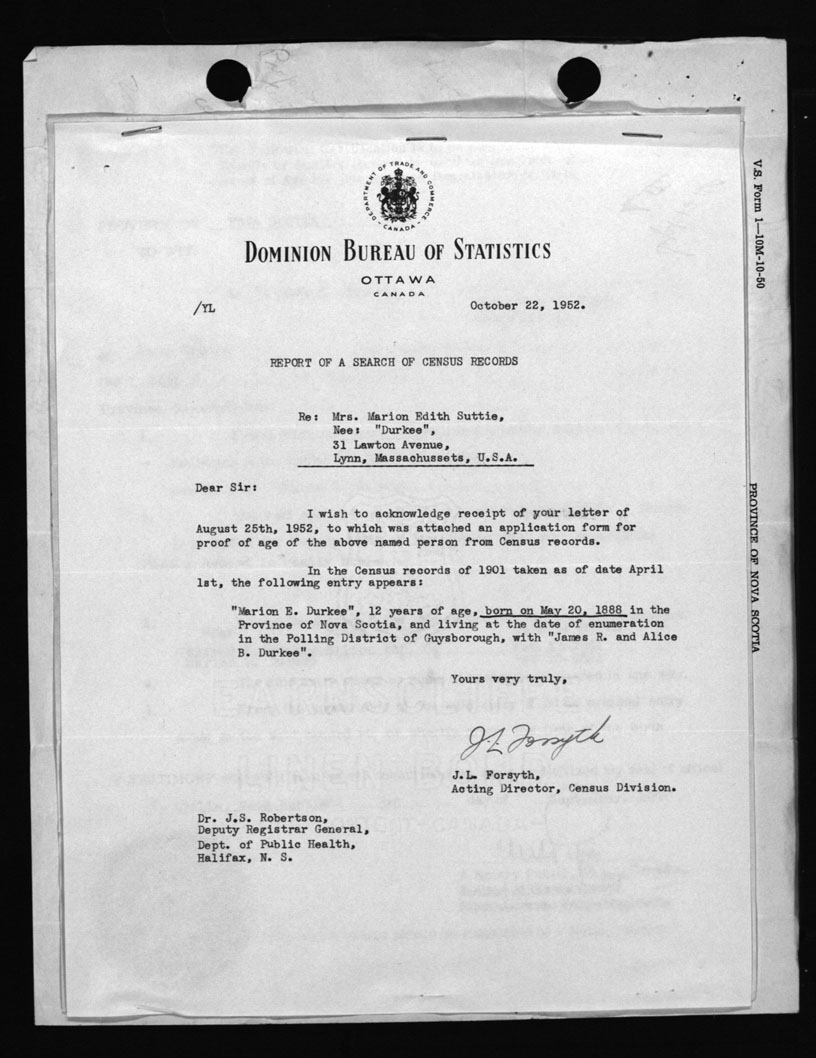 DEPARTMENT OF TRADE AND COMMERCE
CANADA
DOMINION BUREAU OF STATISTICS
OTTAWA
CANADA
/YL
October 22, 1952.
REPORT OF A SEARCH OF CENSUS RECORDS
Re: Mrs. Marion Edith Suttie,
Nee: "Durkee",
31 Lawton Avenue,
Lynn, Massachussets, U.S.A.
Dear Sir:
I wish to acknowledge receipt of your letter of
August 25th, 1952, to which was attached an application form for
proof of age of the above named person from Census records.
In the Census records of 1901 taken as of date April
1st, the following entry appears:
"Marion E. Durkee", 12 years of age, born on May 20, 1888 in the
Province of Nova Scotia, and living at the date of enumeration
in the Polling District of Guysborough, with "James R. and Alice
B. Durkee".
Yours very truly,
J L Forsyth
J.L. Forsyth,
Acting Director, Census Division.
Dr. J.S. Robertson,
Deputy Registrar General,
Dept. of Public Health,
Halifax, N. S.
V.S. Form 1—10M-10-50
PROVINCE OF NOVA SCOTIA